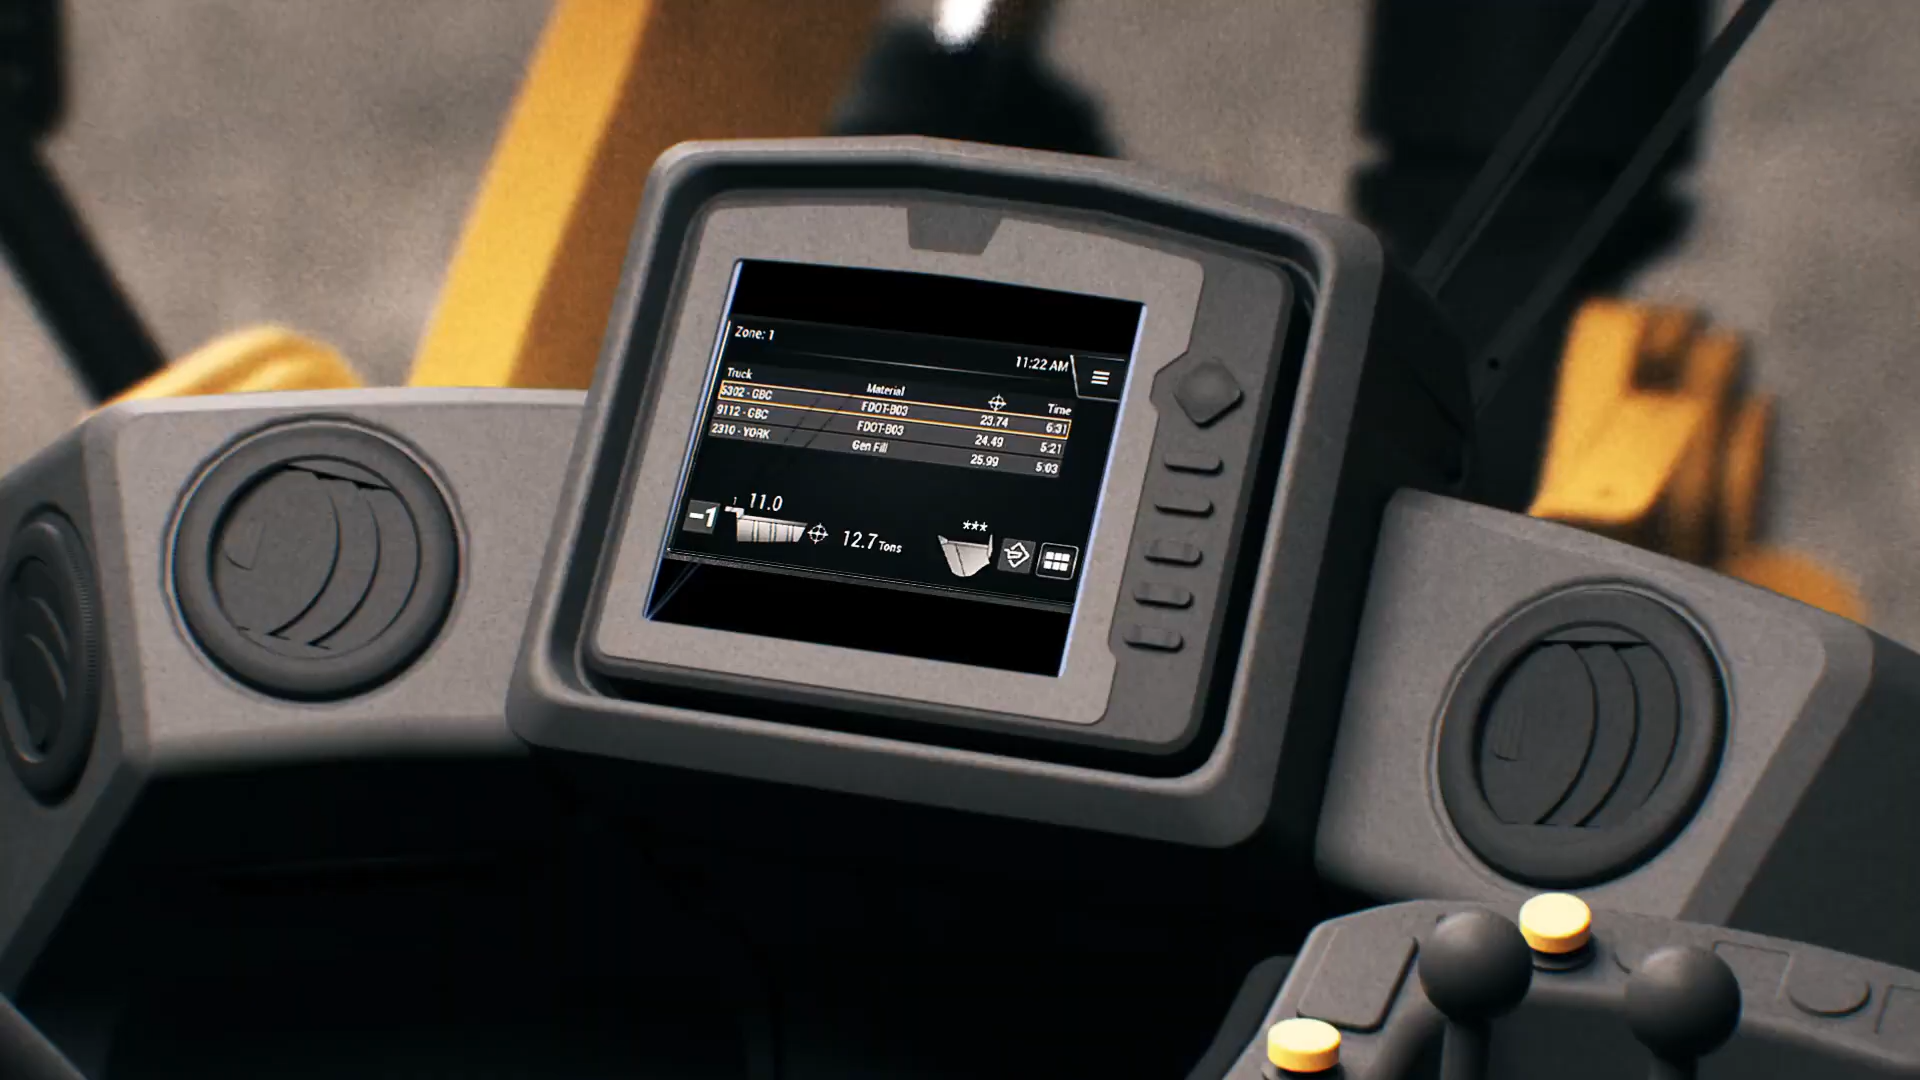 Zone: 1
11:22 AM
Truck Material Time
5302 - GBC FDOT-B03 23.74 6:31
9112 - GBC FDOT-B03 24.49 5:21
2310 - YORK Gen Fill 25.99 5:03
-1 1 11.0
12.7 Tons
***